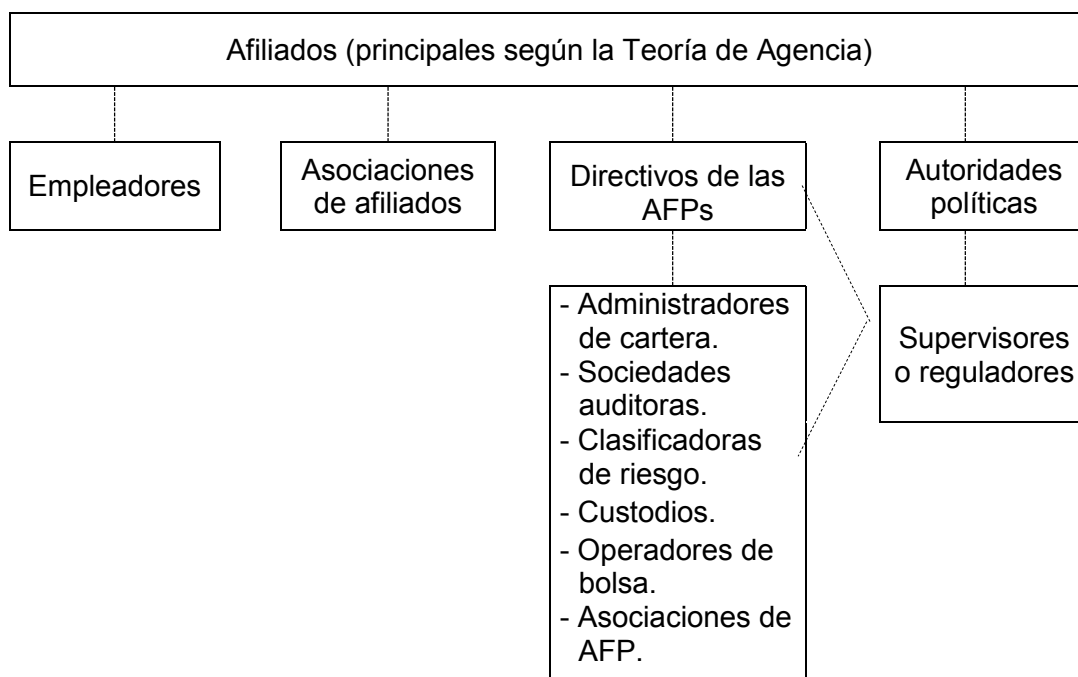 Afiliados (principales según la Teoría de Agencia)
Empleadores
Asociaciones
de afiliados
Directivos de las
AFPs
Autoridades
políticas
- Administradores
de cartera.
- Sociedades
auditoras.
- Clasificadoras
de riesgo.
- Custodios.
- Operadores de
bolsa.
- Asociaciones de
AFP.
Supervisores
o reguladores